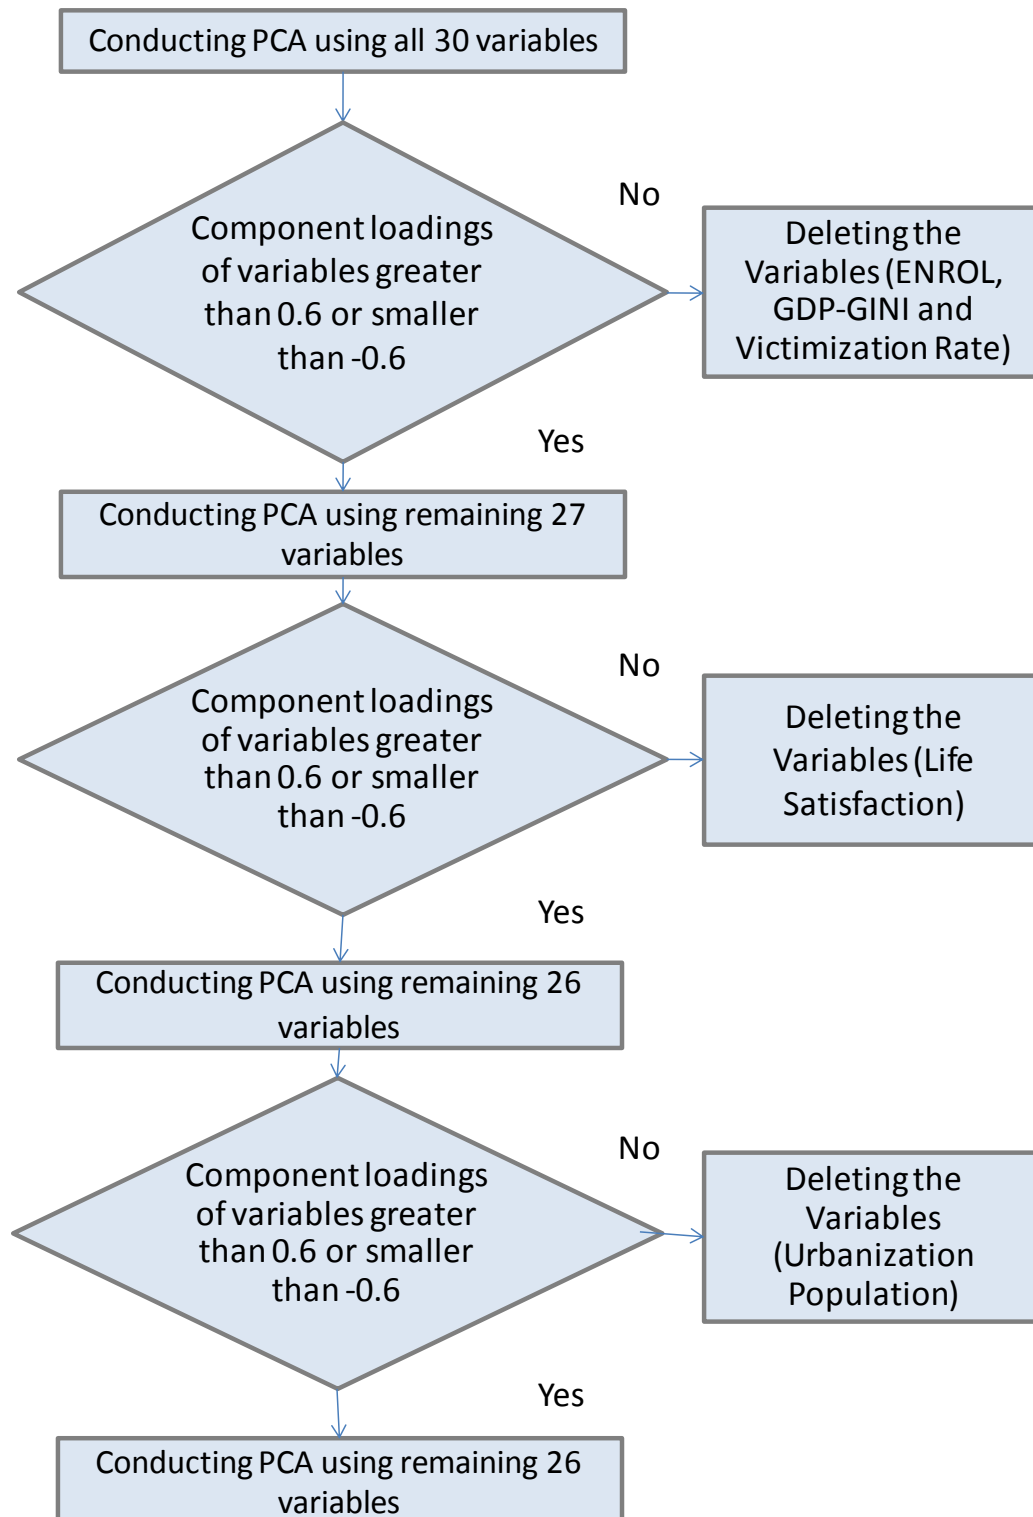 Conducting PCA using all 30 variables
No
Component loadings
of variables greater
than 0.6 or smaller
than -0.6
Deleting the
Variables (ENROL,
GDP-GINI and
Victimization Rate)
Yes
Conducting PCA using remaining 27
variables
No
Component loadings
of variables greater
than 0.6 or smaller
than -0.6
Deleting the
Variables (Life
Satisfaction)
Yes
Conducting PCA using remaining 26
variables
No
Component loadings
of variables greater
than 0.6 or smaller
than -0.6
Deleting the
Variables
(Urbanization
Population)
Yes
Conducting PCA using remaining 26
variables